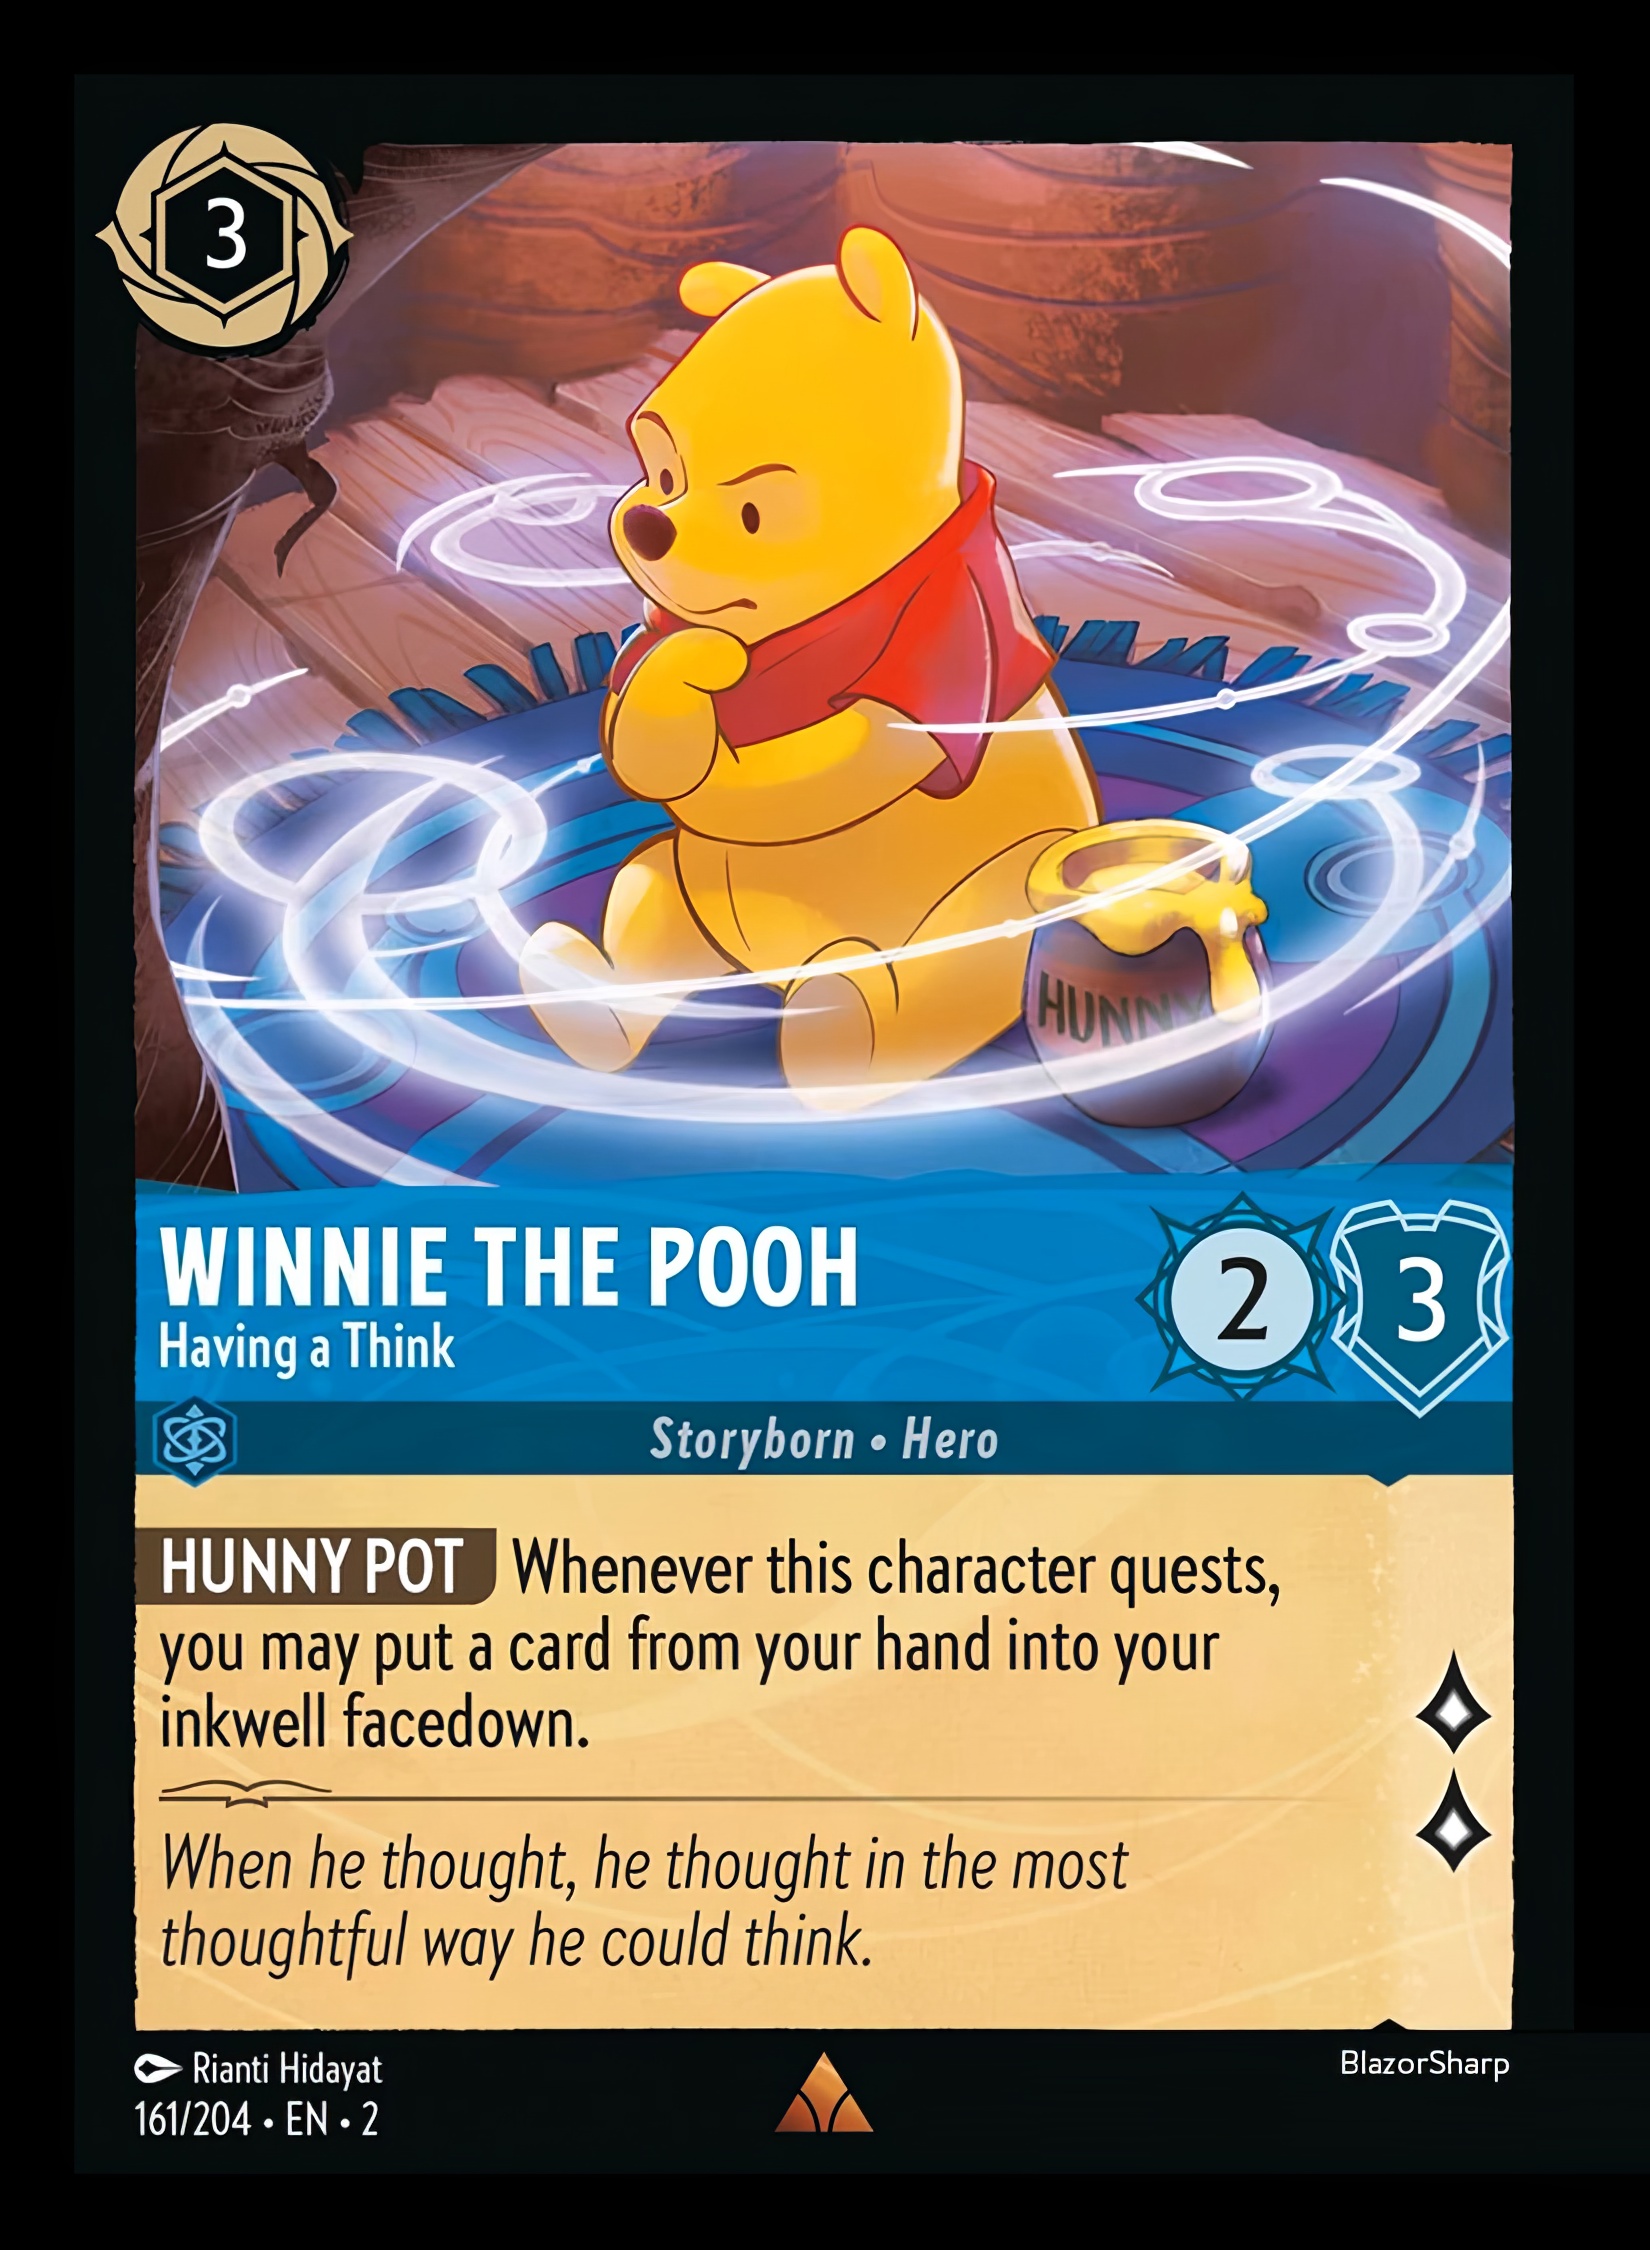 3
HUNNY
WINNIE THE POOH
Having a Think
2
3
Storyborn • Hero
HUNNY POT Whenever this character quests,
you may put a card from your hand into your
inkwell facedown.
When he thought, he thought in the most
thoughtful way he could think.
Rianti Hidayat
161/204 • EN • 2
BlazorSharp